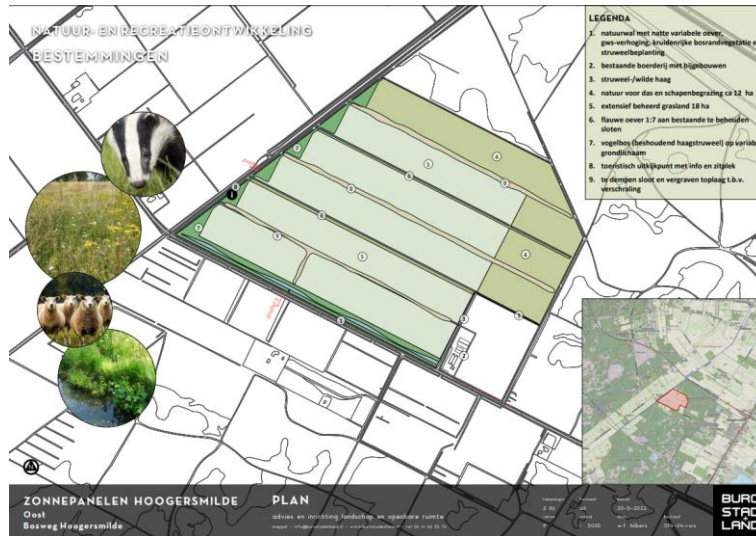 NATUUR- EN RECREATIEONTWIKKELING
BESTEMMINGEN
LEGENDA
1. natuurwal met natte variabele oever,
gws-verhoging, kruidenrijke bosrandvegetatie e
struweelbeplanting
2. bestaande boerderij met bijgebouwen
3. struweel-/wilde haag
4. natuur voor das en schapenbegrazing ca 12 ha
5. extensief beheerd grasland 18 ha
6. flauwe oever 1:7 aan bestaande te behouden
sloten
7. vogelbos (beshoudend haagstruweel) op variab
grondlichaam
8. toeristisch uitkijkpunt met info en zitplek
9. te dempen sloot en vergraven toplaag t.b.v.
verschraling
ZONNEPANELEN HOOGERSMILDE
Oost
Bosweg Hoogersmilde
PLAN
advies en inrichting landschap en openbare ruimte
20-5-2022
1 : 5000
w.f. hilbers
BURO
STAD
LAND